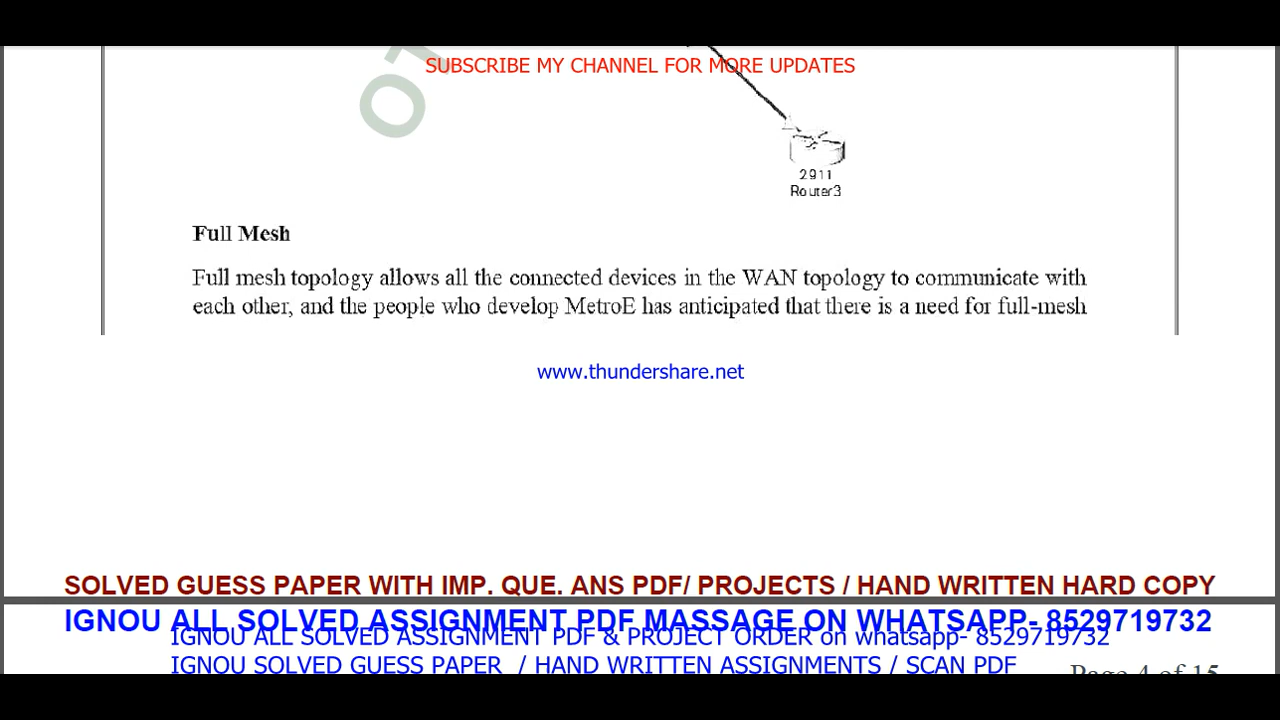 SUBSCRIBE MY CHANNEL FOR MORE UPDATES
2911
Router3
Full Mesh
Full mesh topology allows all the connected devices in the WAN topology to communicate with
each other, and the people who develop MetroE has anticipated that there is a need for full-mesh
www.thundershare.net
SOLVED GUESS PAPER WITH IMP. QUE. ANS PDF/ PROJECTS / HAND WRITTEN HARD COPY
IGNOU ALL SOLVED ASSIGNMENT PDF MASSAGE ON WHATSAPP- 8529719732
IGNOU ALL SOLVED ASSIGNMENT PDF & PROJECT ORDER on whatsapp- 8529719732
IGNOU SOLVED GUESS PAPER / HAND WRITTEN ASSIGNMENTS / SCAN PDF
Page 4 of 15